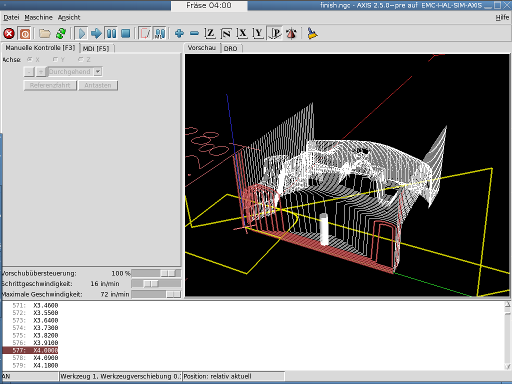 Fräse 04:00
finish.ngc - AXIS 2.5.0~pre auf EMC-HAL-SIM-AXIS
Datei Maschine Ansicht Hilfe
Z Z X Y P
Manuelle Kontrolle [F3] MDI [F5] Vorschau DRO
Achse: X Y Z
- + Durchgehend
Referenzfahrt Antasten
Vorschubübersteuerung: 100 %
Schrittgeschwindigkeit: 16 in/min
Maximale Geschwindigkeit: 72 in/min
571: X3.4600
572: X3.5500
573: X3.6400
574: X3.7300
575: X3.8200
576: X3.9100
577: X4.0000
578: X4.0900
579: X4.1800
AN Werkzeug 1, Werkzeugverschiebung 0. Position: relativ aktuell